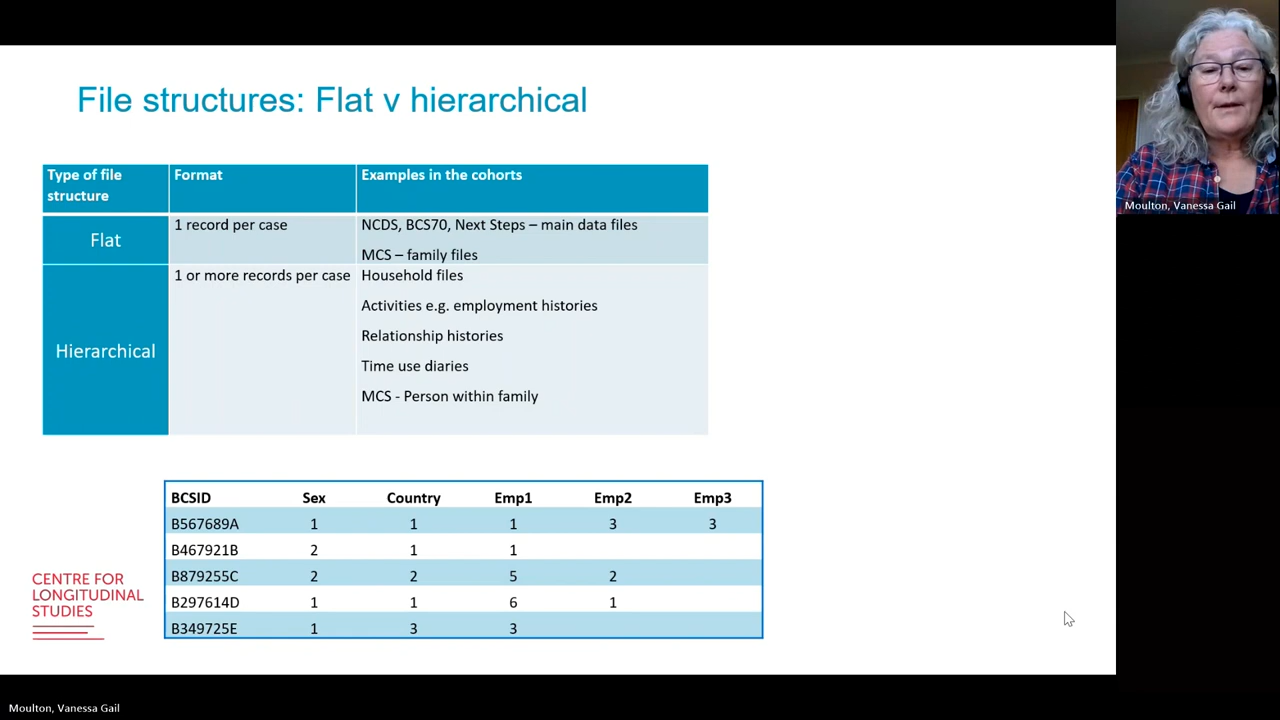 File structures: Flat v hierarchical
Type of file structure Format Examples in the cohorts
Flat 1 record per case NCDS, BCS70, Next Steps – main data files
MCS – family files
Hierarchical 1 or more records per case Household files
Activities e.g. employment histories
Relationship histories
Time use diaries
MCS - Person within family
BCSID Sex Country Emp1 Emp2 Emp3
B567689A 1 1 1 3 3
B467921B 2 1 1
B879255C 2 2 5 2
B297614D 1 1 6 1
B349725E 1 3 3
CENTRE FOR
LONGITUDINAL
STUDIES
Moulton, Vanessa Gail
Moulton, Vanessa Gail